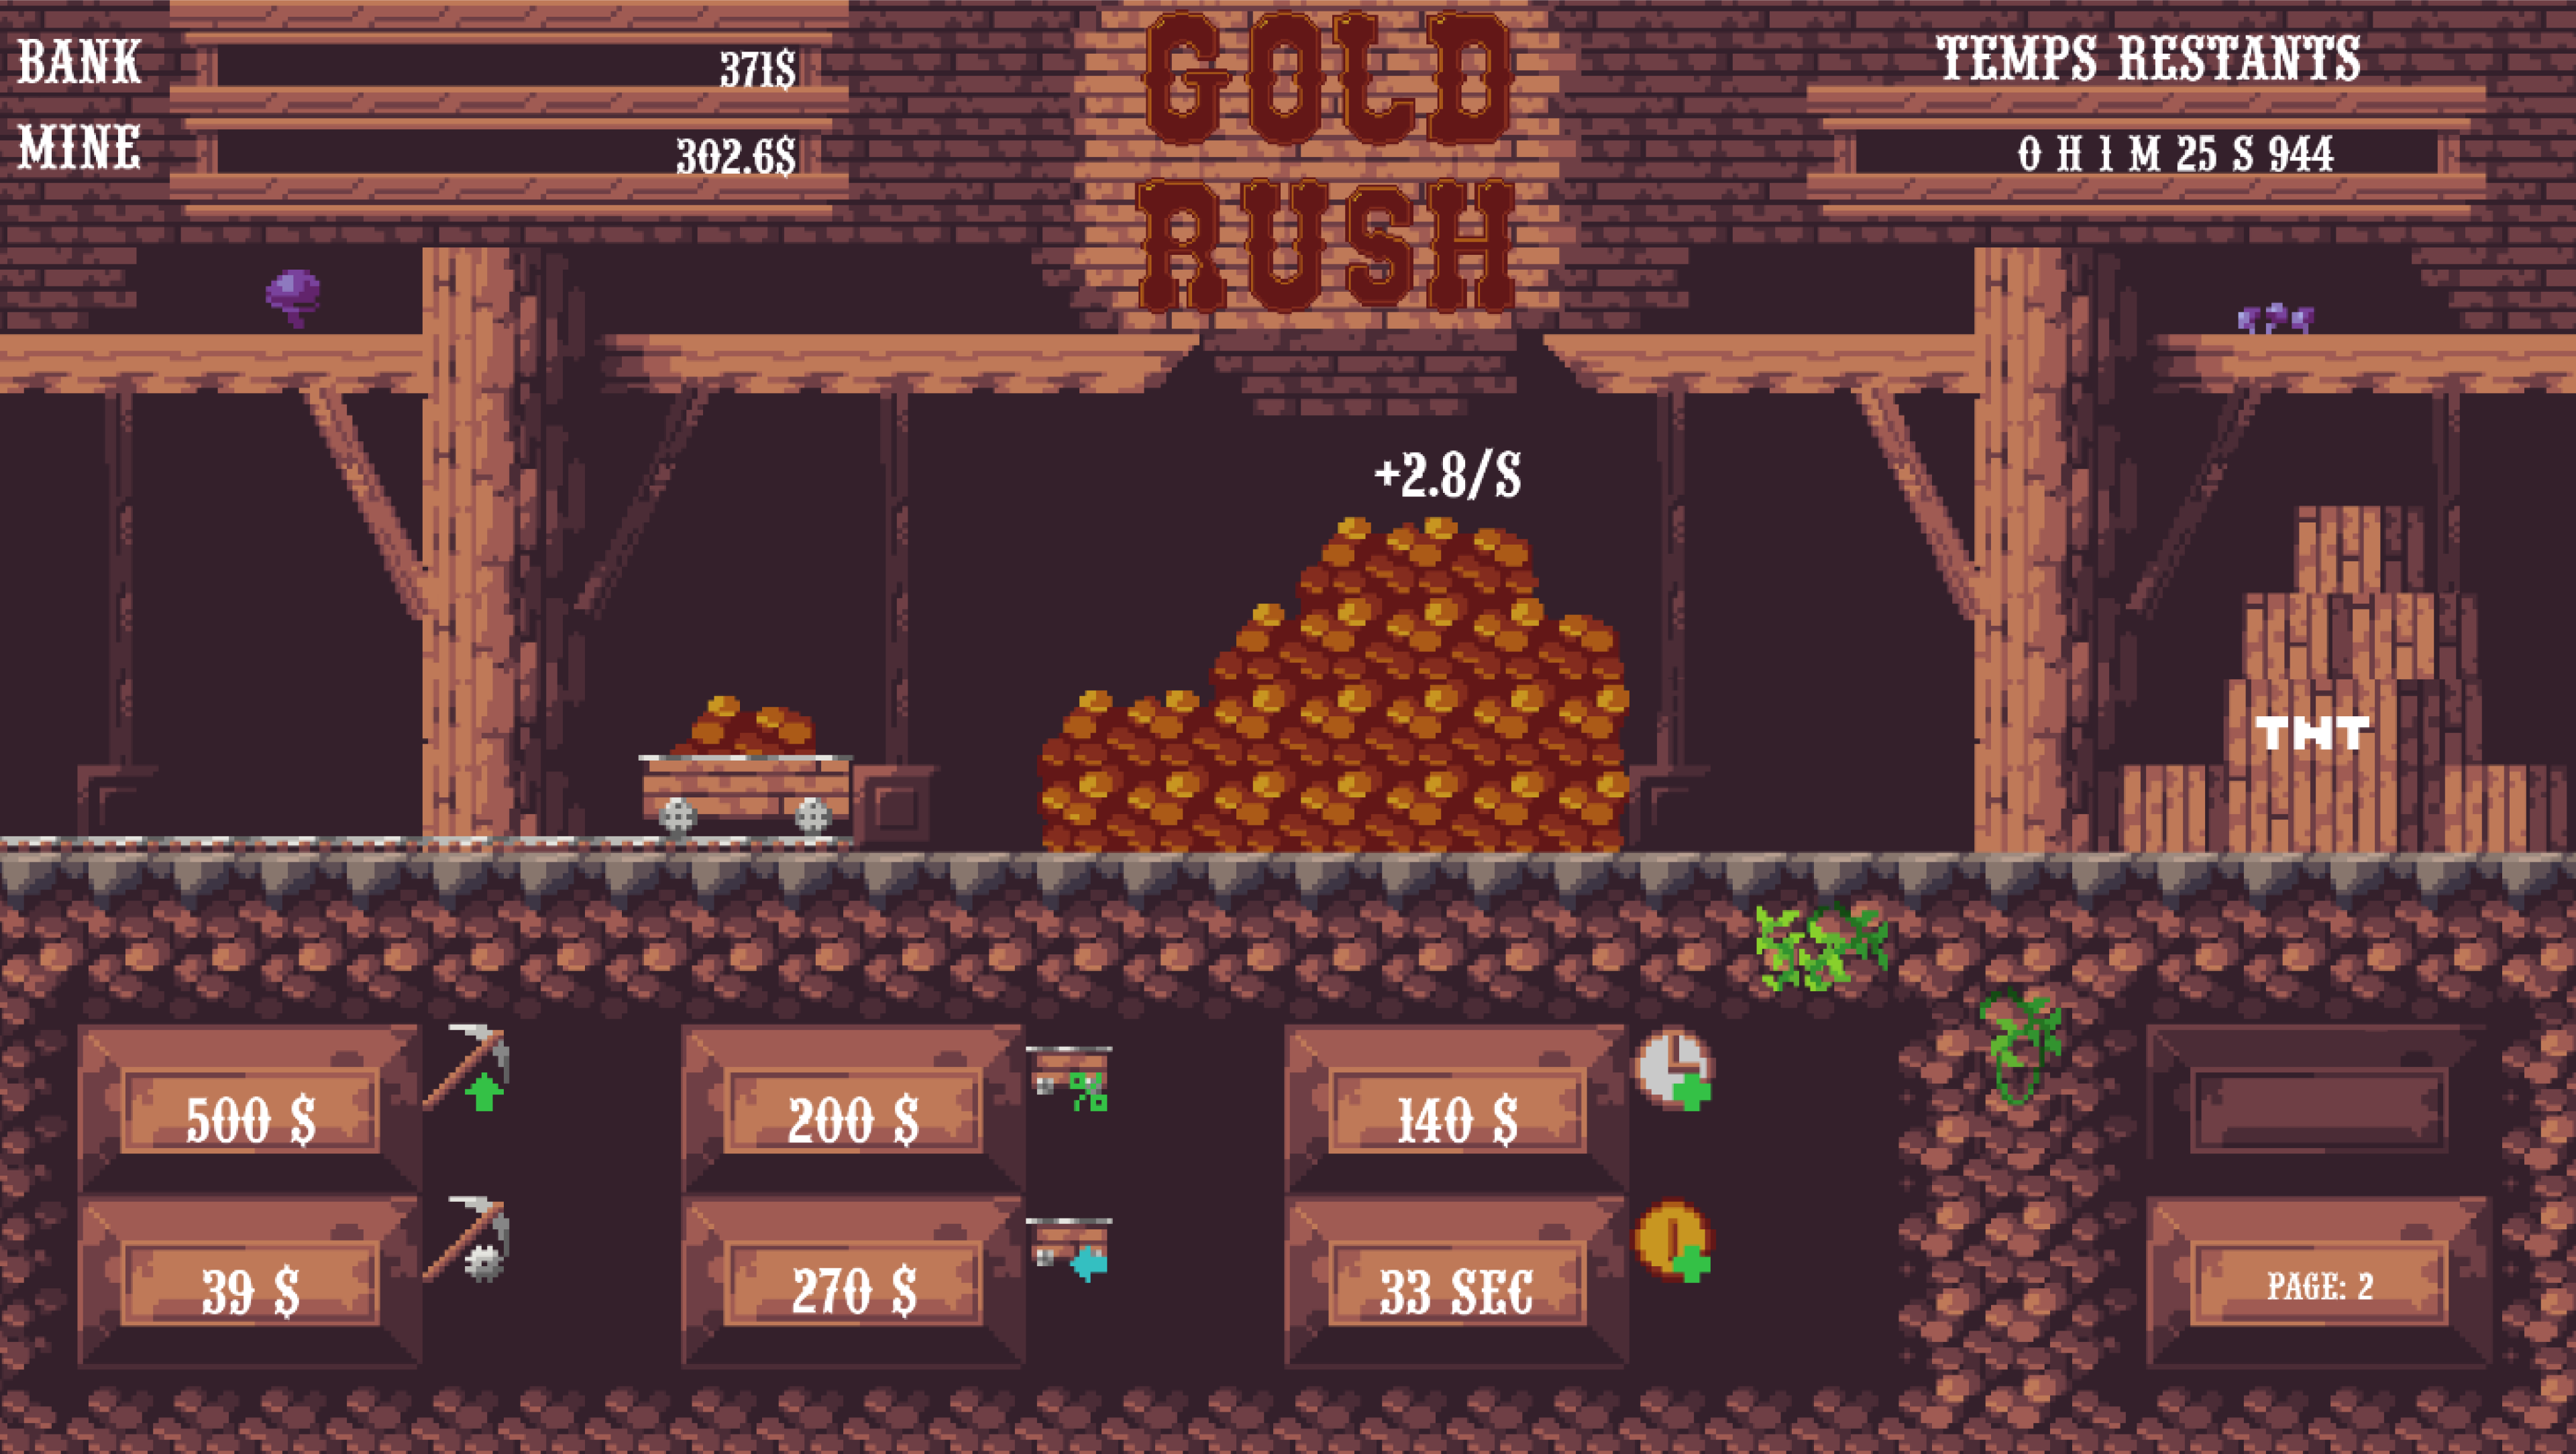 BANK
371$
MINE
302.6$
GOLD
RUSH
TEMPS RESTANTS
0 H 1 M 25 S 944
+2.8/S
TNT
500 $
200 $
140 $
39 $
270 $
33 SEC
PAGE: 2